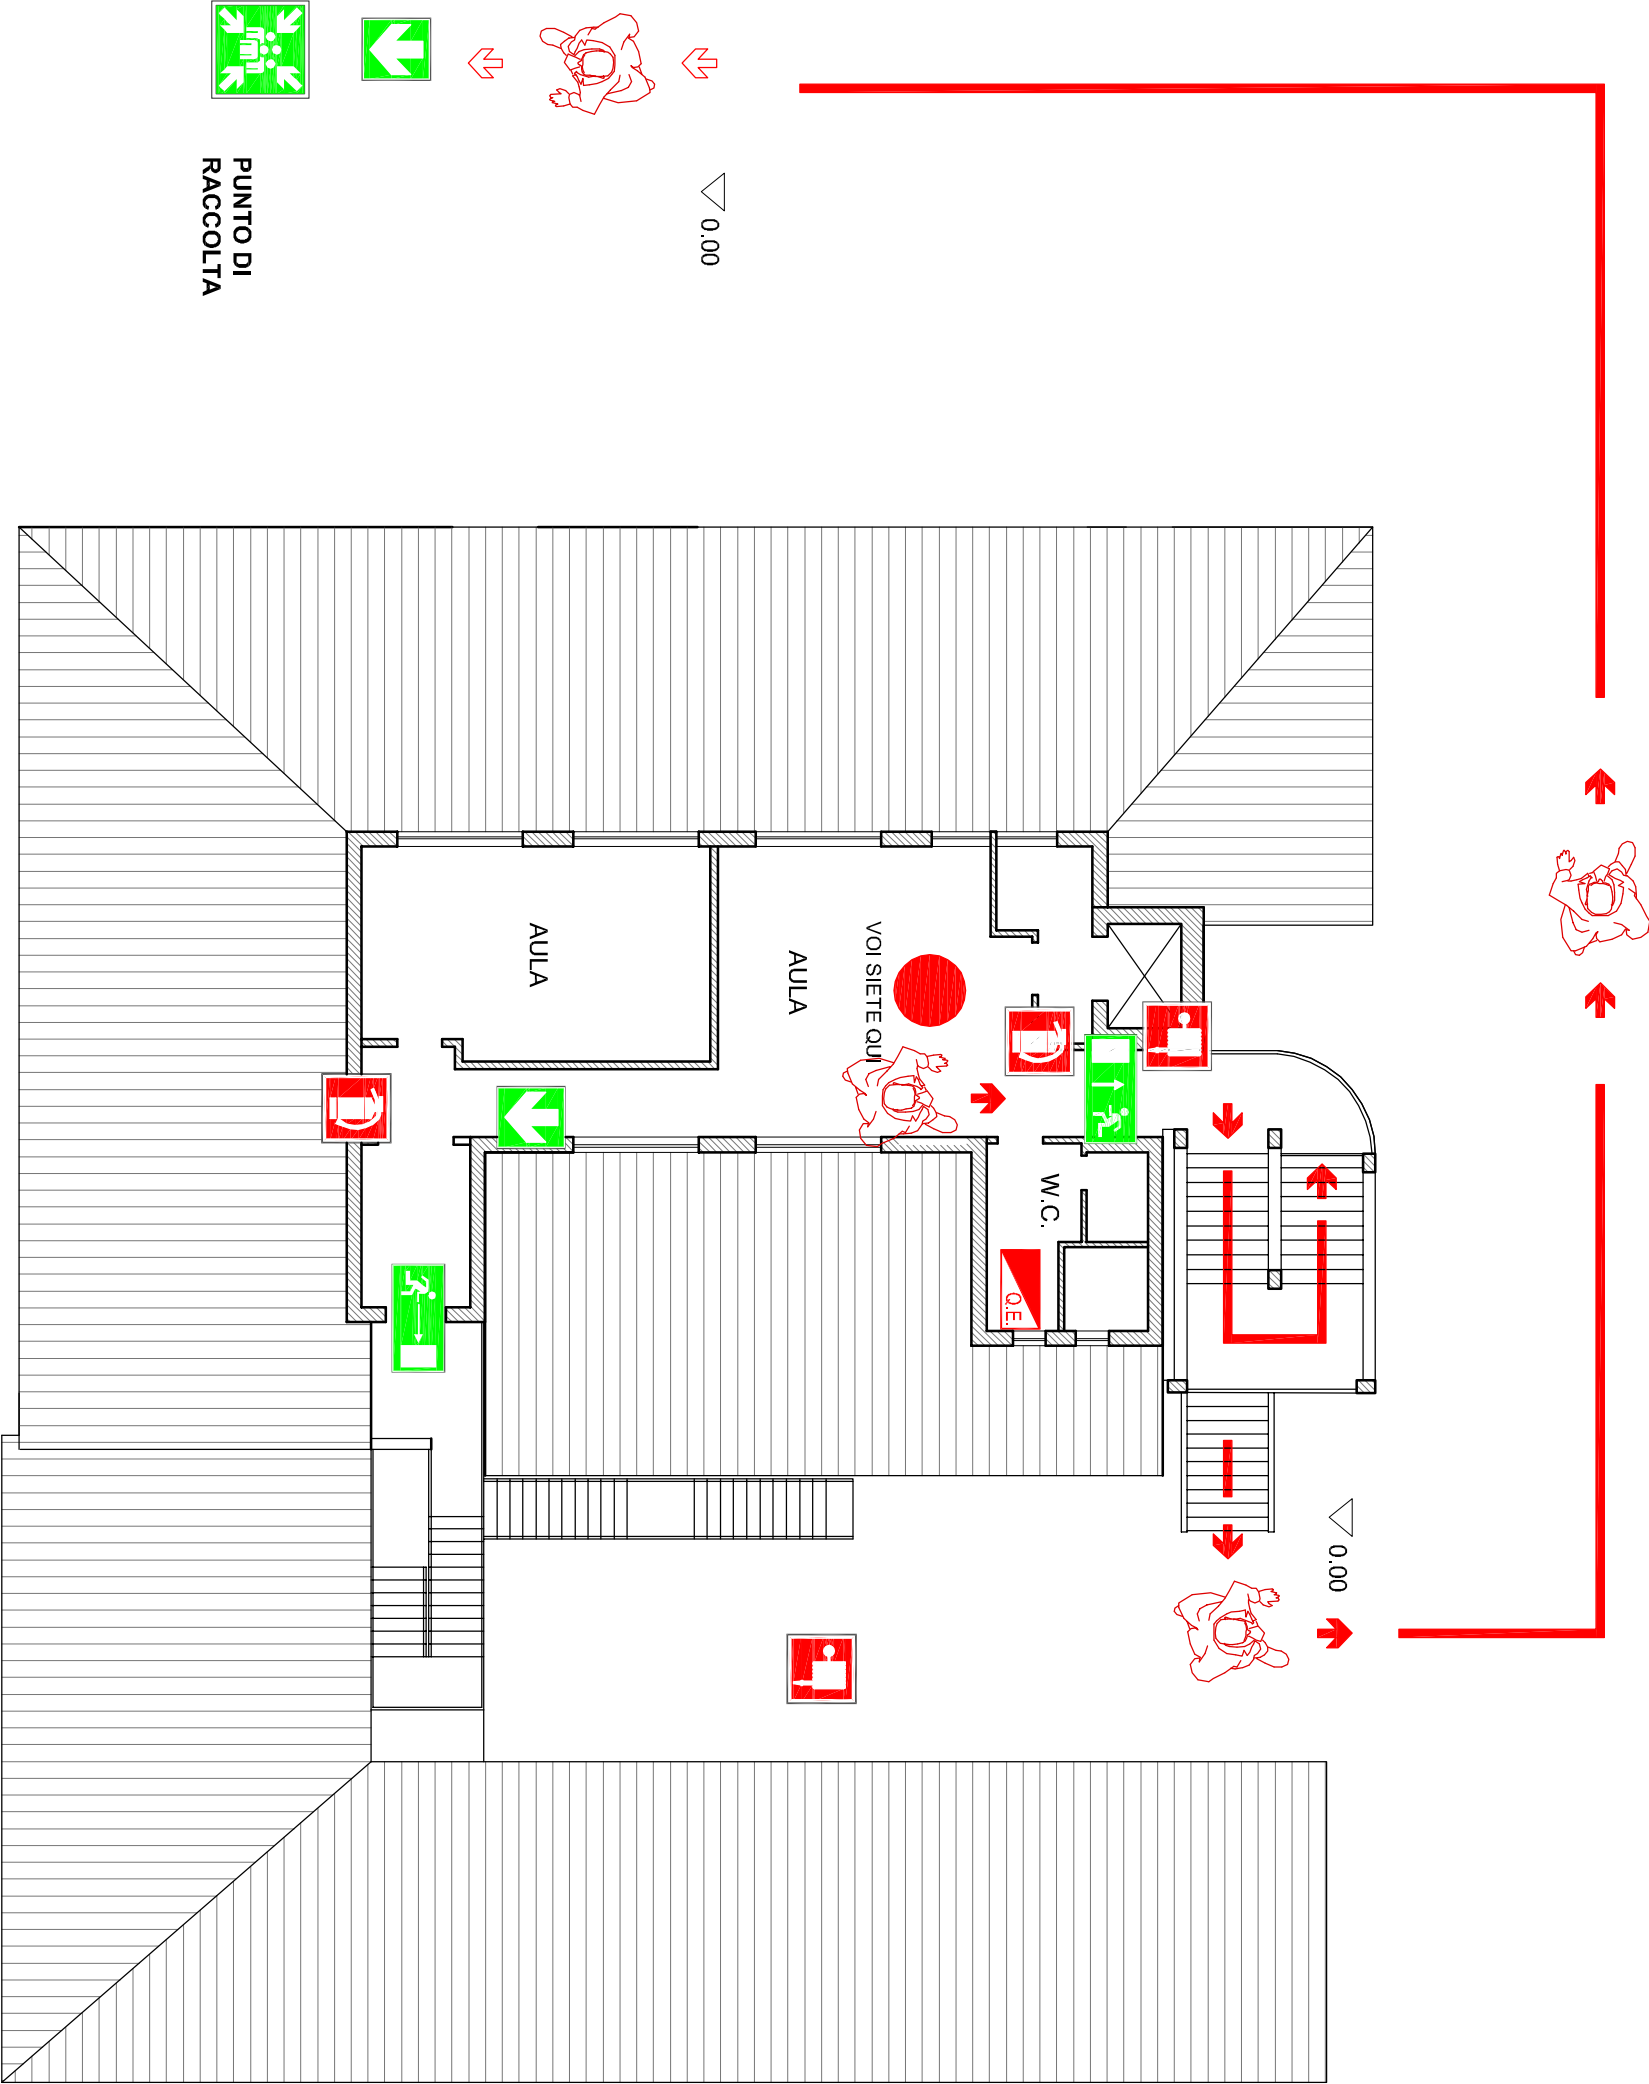 PUNTO DI
RACCOLTA
0.00
AULA
AULA
VOI SIETE QUI
W.C.
Q.E.
0.00